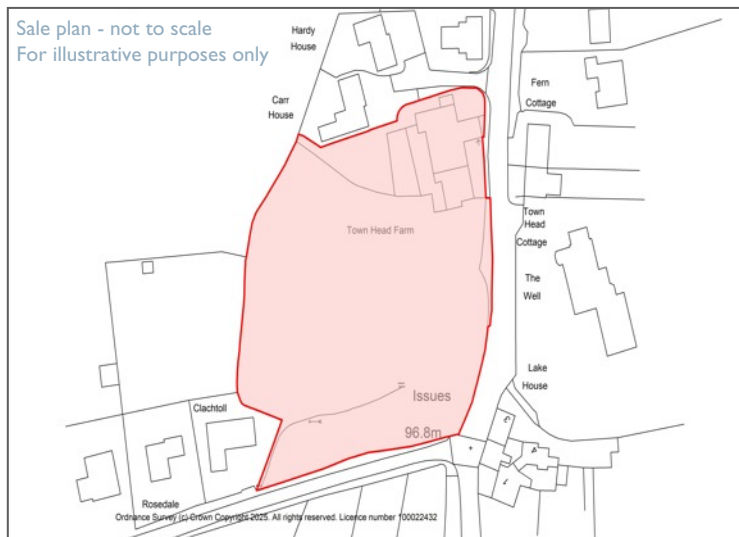 Sale plan - not to scale
For illustrative purposes only
Hardy
House
Carr
House
Fern
Cottage
Town
Head
Cottage
Town Head Farm
The
Well
Lake
House
Issues
Clachtoll
96.8m
Rosedale
Ordnance Survey (c) Crown Copyright 2025. All rights reserved. Licence number 100022432